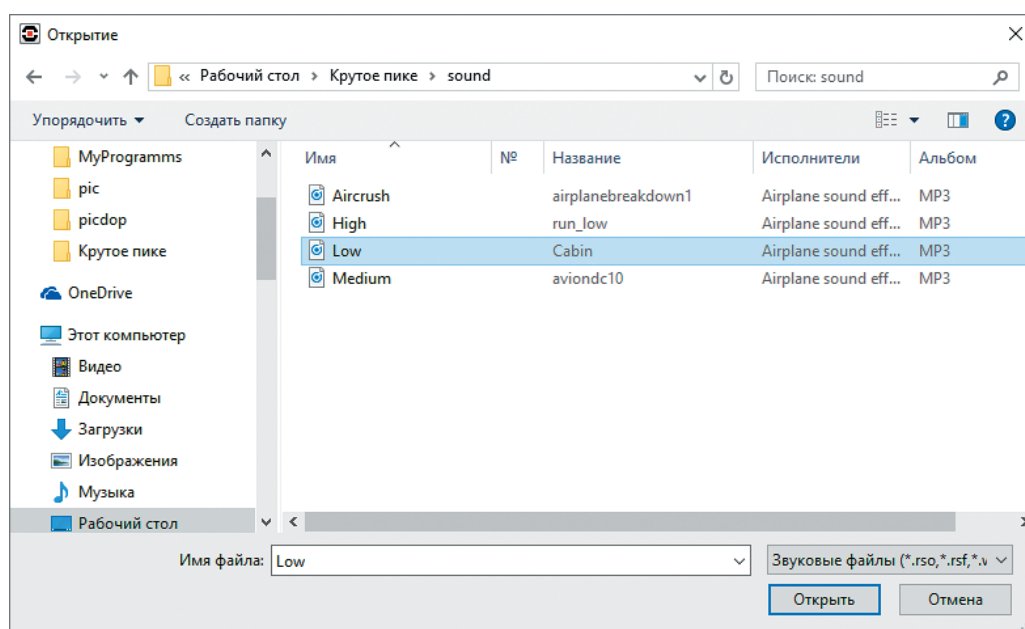 Открытие
« Рабочий стол › Крутое пике › sound
Поиск: sound
Упорядочить
Создать папку
?
MyProgramms
pic
picdop
Крутое пике
OneDrive
Этот компьютер
Видео
Документы
Загрузки
Изображения
Музыка
Рабочий стол
Имя № Название Исполнители Альбом
Aircrush airplanebreakdown1 Airplane sound eff... MP3
High run_low Airplane sound eff... MP3
Low Cabin Airplane sound eff... MP3
Medium aviondc10 Airplane sound eff... MP3
Имя файла: Low Звуковые файлы (*.rso,*.rsf,*.v
Открыть Отмена